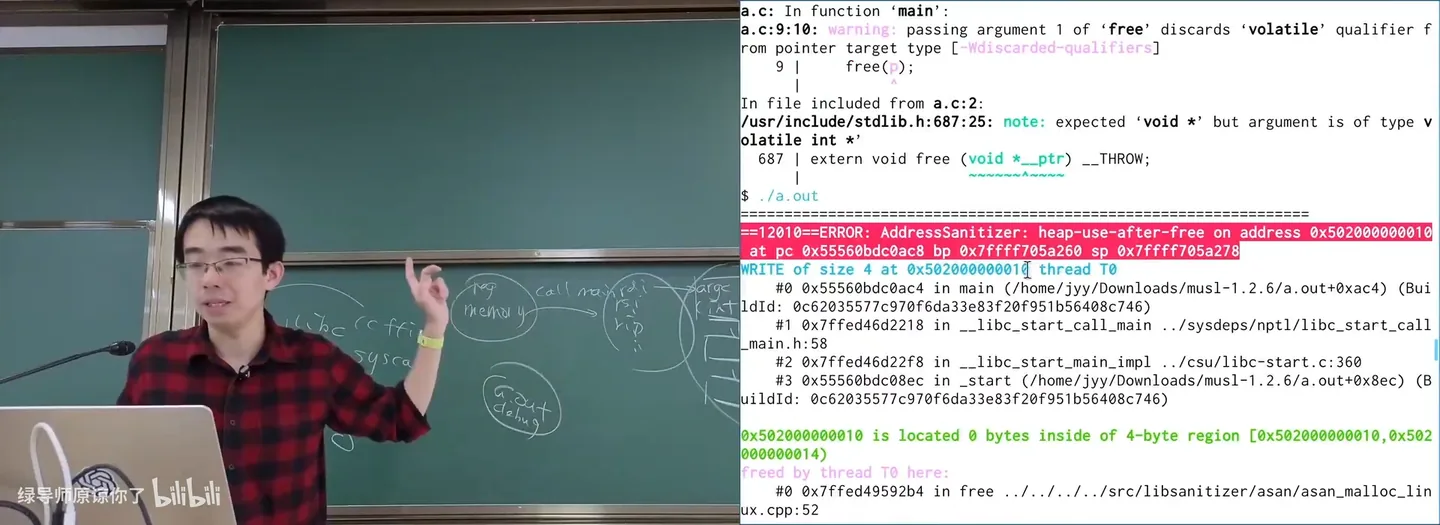 reg
memory
call main
rdi
rsi
rip
argc
libc
sysca
a.out
debug
绿导师原谅你了 bilibili
a.c: In function ‘main’:
a.c:9:10: warning: passing argument 1 of ‘free’ discards ‘volatile’ qualifier f
rom pointer target type [-Wdiscarded-qualifiers]
9 | free(p);
| ^
In file included from a.c:2:
/usr/include/stdlib.h:687:25: note: expected ‘void *’ but argument is of type ‘v
olatile int *’
687 | extern void free (void *__ptr) __THROW;
| ~~~~~~^~~~~
$ ./a.out
=================================================================
==12010==ERROR: AddressSanitizer: heap-use-after-free on address 0x502000000010
at pc 0x55560bdc0ac8 bp 0x7ffff705a260 sp 0x7ffff705a278
WRITE of size 4 at 0x502000000010 thread T0
#0 0x55560bdc0ac4 in main (/home/jyy/Downloads/musl-1.2.6/a.out+0xac4) (Bui
ldId: 0c62035577c970f6da33e83f20f951b56408c746)
#1 0x7ffed46d2218 in __libc_start_call_main ../sysdeps/nptl/libc_start_call
_main.h:58
#2 0x7ffed46d22f8 in __libc_start_main_impl ../csu/libc-start.c:360
#3 0x55560bdc08ec in _start (/home/jyy/Downloads/musl-1.2.6/a.out+0x8ec) (B
uildId: 0c62035577c970f6da33e83f20f951b56408c746)
0x502000000010 is located 0 bytes inside of 4-byte region [0x502000000010,0x502
000000014)
freed by thread T0 here:
#0 0x7ffed49592b4 in free ../../../../src/libsanitizer/asan/asan_malloc_lin
ux.cpp:52